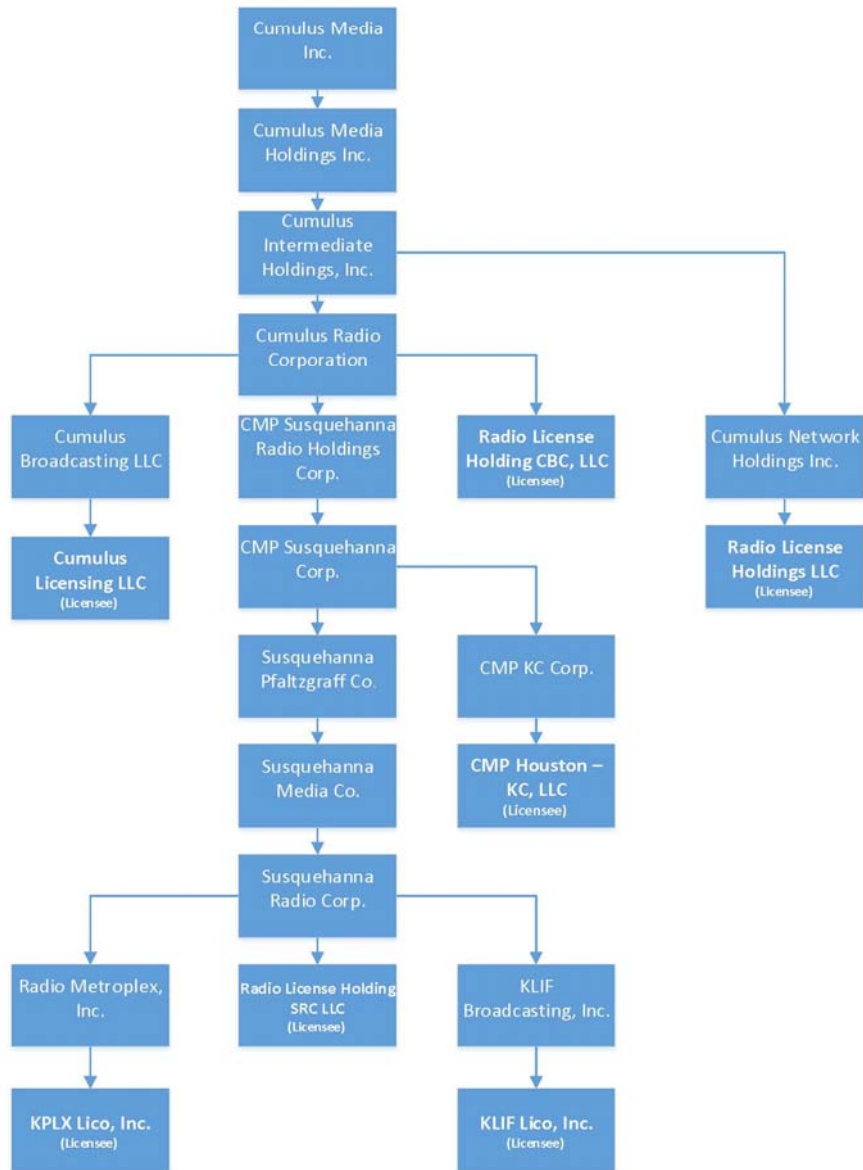 Cumulus Media
Inc.
Cumulus Media
Holdings Inc.
Cumulus
Intermediate
Holdings, Inc.
Cumulus Radio
Corporation
Cumulus
Broadcasting LLC
CMP Susquehanna
Radio Holdings
Corp.
Radio License
Holding CBC, LLC
(Licensee)
Cumulus Network
Holdings Inc.
Cumulus
Licensing LLC
(Licensee)
CMP Susquehanna
Corp.
Radio License
Holdings LLC
(Licensee)
Susquehanna
Pfaltzgraff Co.
CMP KC Corp.
Susquehanna
Media Co.
CMP Houston –
KC, LLC
(Licensee)
Susquehanna
Radio Corp.
Radio Metroplex,
Inc.
Radio License Holding
SRC LLC
(Licensee)
KLIF
Broadcasting, Inc.
KPLX Lico, Inc.
(Licensee)
KLIF Lico, Inc.
(Licensee)